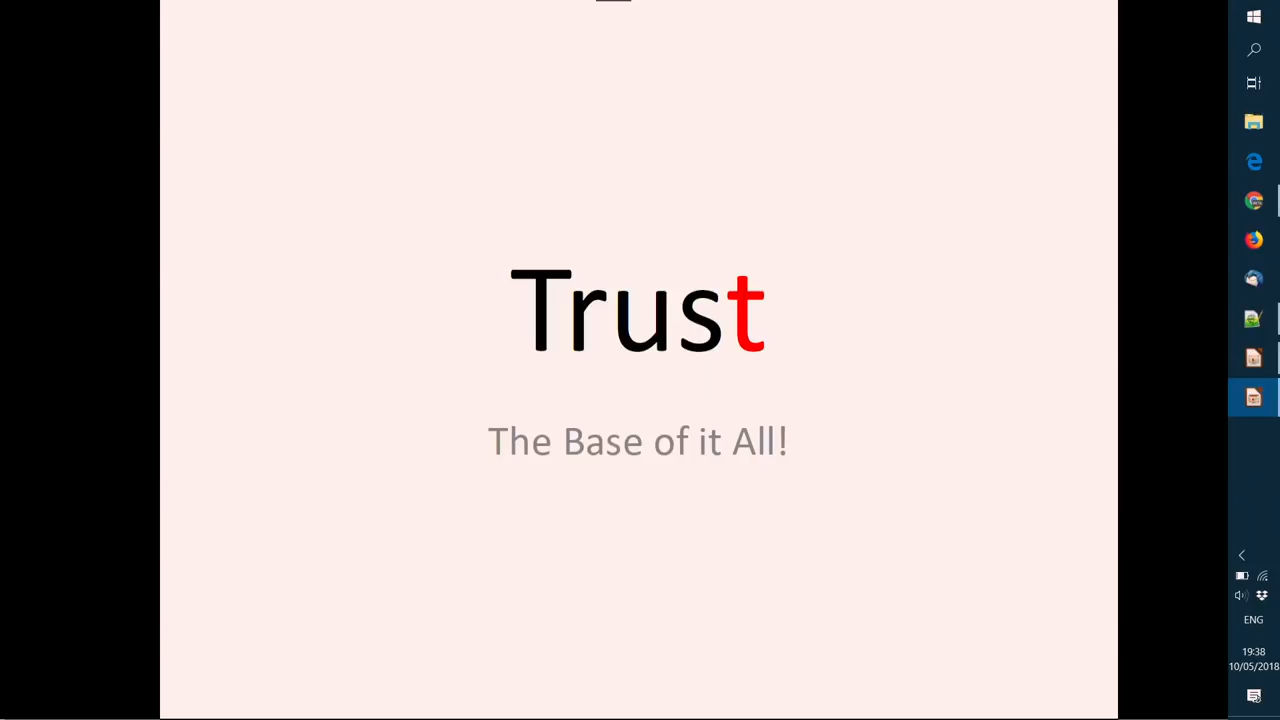 Trust
The Base of it All!
ENG
19:38
10/05/2018